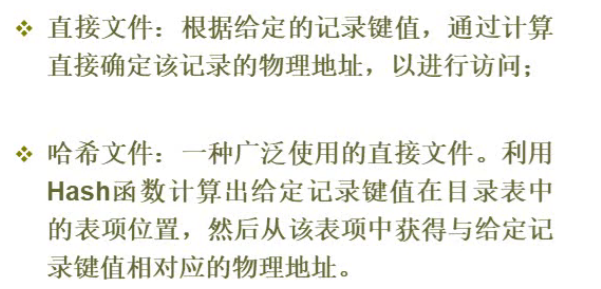 ❖ 直接文件：根据给定的记录键值，通过计算
直接确定该记录的物理地址，以进行访问；
❖ 哈希文件：一种广泛使用的直接文件。利用
Hash函数计算出给定记录键值在目录表中
的表项位置，然后从该表项中获得与给定记
录键值相对应的物理地址。